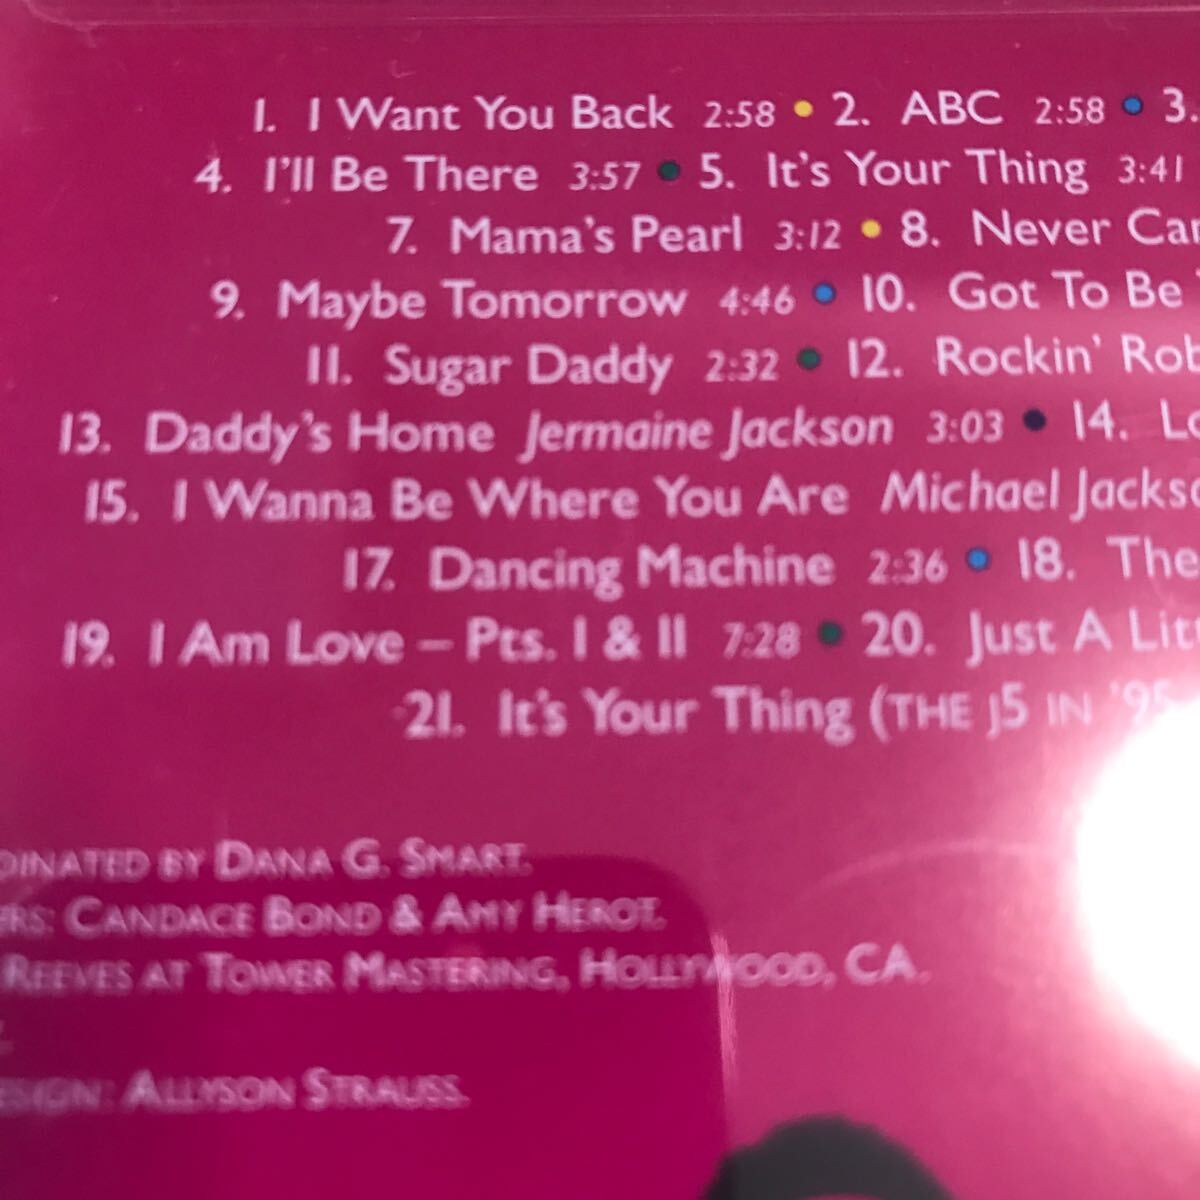 1. I Want You Back 2:58 • 2. ABC 2:58 • 3.
4. I'll Be There 3:57 • 5. It's Your Thing 3:41
7. Mama's Pearl 3:12 • 8. Never Can
9. Maybe Tomorrow 4:46 • 10. Got To Be
11. Sugar Daddy 2:32 • 12. Rockin' Rob
13. Daddy's Home Jermaine Jackson 3:03 • 14. Lo
15. I Wanna Be Where You Are Michael Jackso
17. Dancing Machine 2:36 • 18. The
19. I Am Love – Pts. I & II 7:28 • 20. Just A Litt
21. It's Your Thing (THE J5 IN '95
DINATED BY DANA G. SMART.
ERS: CANDACE BOND & AMY HEROT.
REEVES AT TOWER MASTERING, HOLLYWOOD, CA.
ESIGN: ALLYSON STRAUSS.